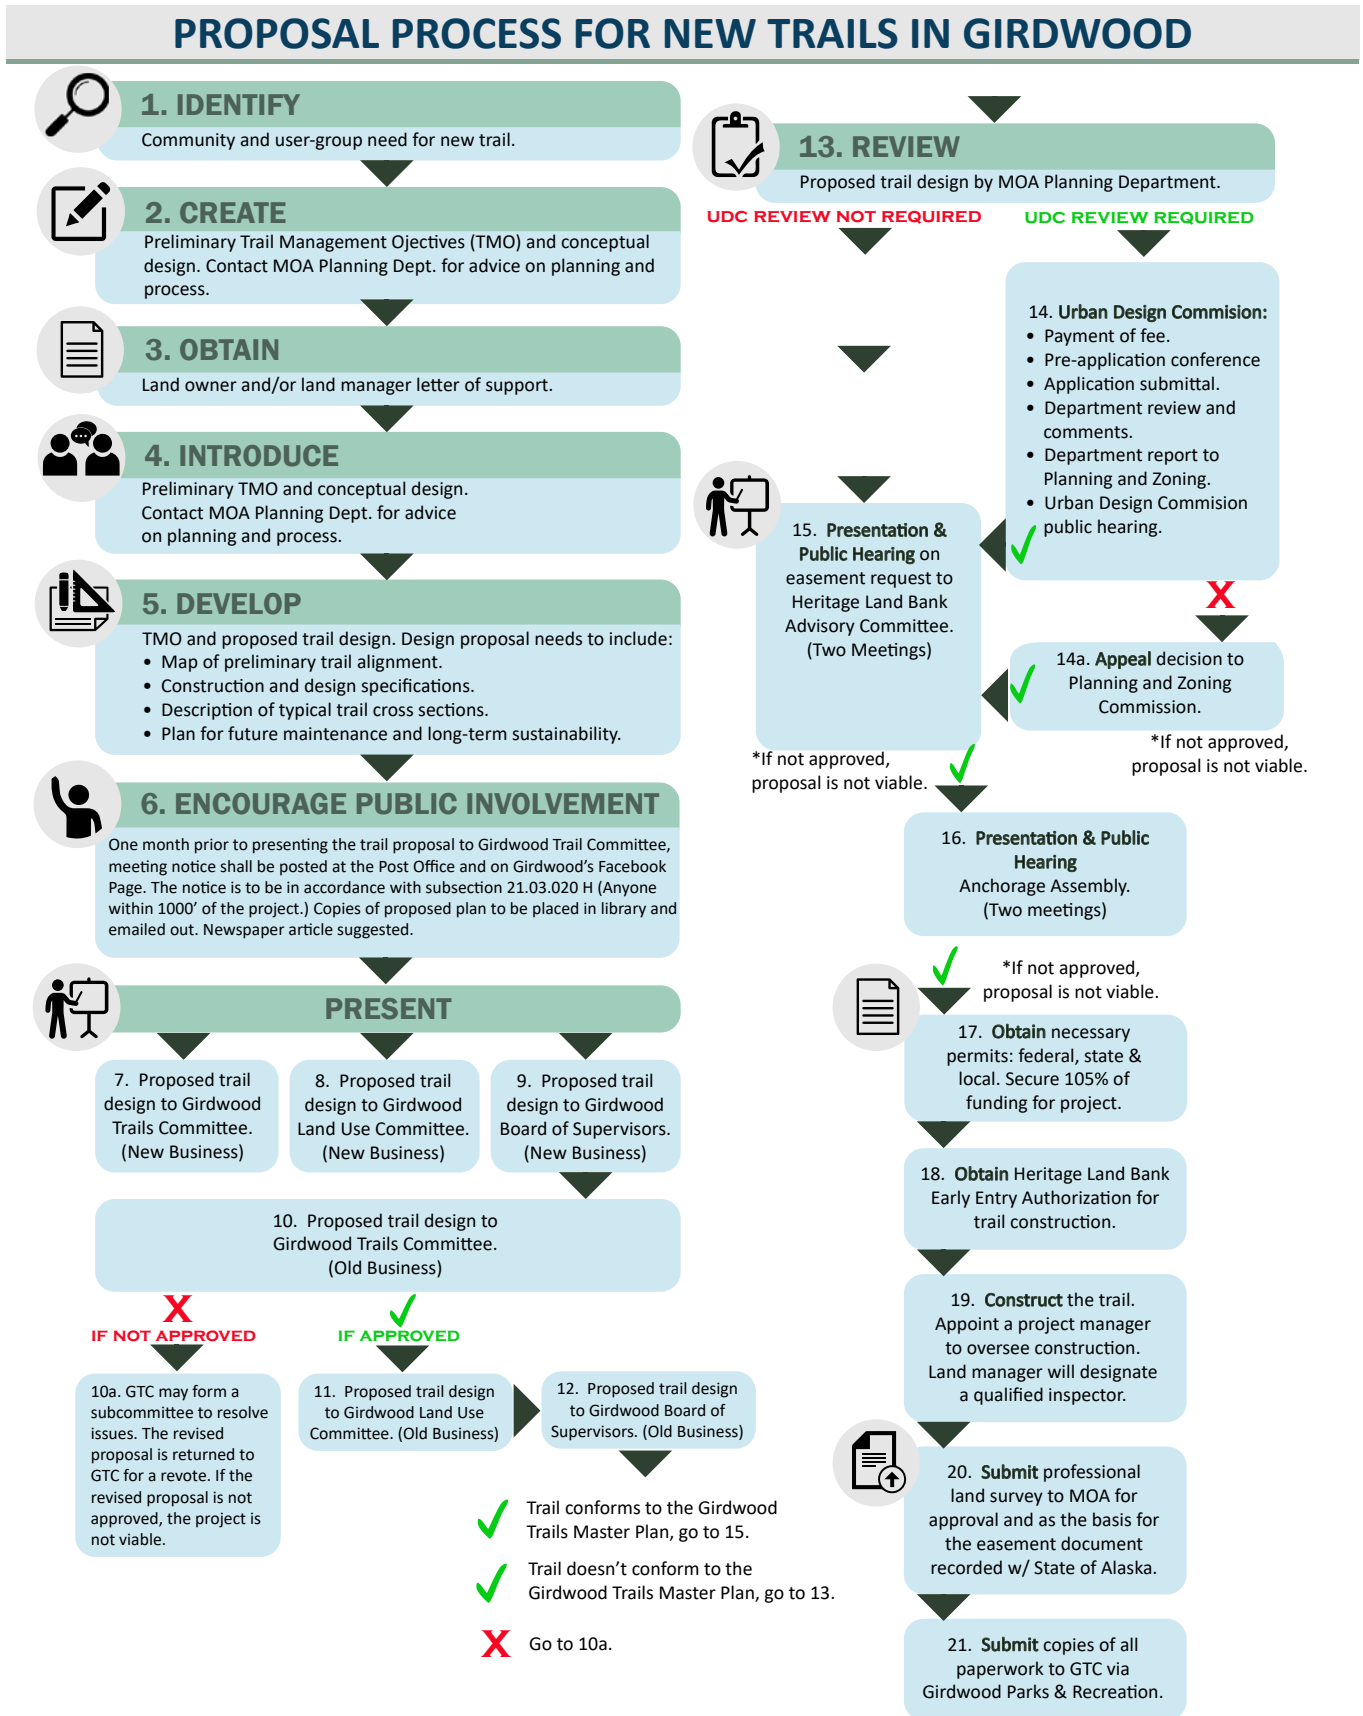 PROPOSAL PROCESS FOR NEW TRAILS IN GIRDWOOD
1. IDENTIFY
Community and user-group need for new trail.
2. CREATE
Preliminary Trail Management Ojectives (TMO) and conceptual
design. Contact MOA Planning Dept. for advice on planning and
process.
3. OBTAIN
Land owner and/or land manager letter of support.
4. INTRODUCE
Preliminary TMO and conceptual design.
Contact MOA Planning Dept. for advice
on planning and process.
5. DEVELOP
TMO and proposed trail design. Design proposal needs to include:
• Map of preliminary trail alignment.
• Construction and design specifications.
• Description of typical trail cross sections.
• Plan for future maintenance and long-term sustainability.
6. ENCOURAGE PUBLIC INVOLVEMENT
One month prior to presenting the trail proposal to Girdwood Trail Committee,
meeting notice shall be posted at the Post Office and on Girdwood's Facebook
Page. The notice is to be in accordance with subsection 21.03.020 H (Anyone
within 1000' of the project.) Copies of proposed plan to be placed in library and
emailed out. Newspaper article suggested.
PRESENT
7. Proposed trail
design to Girdwood
Trails Committee.
(New Business)
8. Proposed trail
design to Girdwood
Land Use Committee.
(New Business)
9. Proposed trail
design to Girdwood
Board of Supervisors.
(New Business)
10. Proposed trail design to
Girdwood Trails Committee.
(Old Business)
X
IF NOT APPROVED
IF APPROVED
10a. GTC may form a
subcommittee to resolve
issues. The revised
proposal is returned to
GTC for a revote. If the
revised proposal is not
approved, the project is
not viable.
11. Proposed trail design
to Girdwood Land Use
Committee. (Old Business)
12. Proposed trail design
to Girdwood Board of
Supervisors. (Old Business)
Trail conforms to the Girdwood
Trails Master Plan, go to 15.
Trail doesn't conform to the
Girdwood Trails Master Plan, go to 13.
X Go to 10a.
13. REVIEW
Proposed trail design by MOA Planning Department.
UDC REVIEW NOT REQUIRED
UDC REVIEW REQUIRED
14. Urban Design Commision:
• Payment of fee.
• Pre-application conference
• Application submittal.
• Department review and
comments.
• Department report to
Planning and Zoning.
• Urban Design Commision
public hearing.
X
14a. Appeal decision to
Planning and Zoning
Commission.
*If not approved,
proposal is not viable.
15. Presentation &
Public Hearing on
easement request to
Heritage Land Bank
Advisory Committee.
(Two Meetings)
*If not approved,
proposal is not viable.
16. Presentation & Public
Hearing
Anchorage Assembly.
(Two meetings)
*If not approved,
proposal is not viable.
17. Obtain necessary
permits: federal, state &
local. Secure 105% of
funding for project.
18. Obtain Heritage Land Bank
Early Entry Authorization for
trail construction.
19. Construct the trail.
Appoint a project manager
to oversee construction.
Land manager will designate
a qualified inspector.
20. Submit professional
land survey to MOA for
approval and as the basis for
the easement document
recorded w/ State of Alaska.
21. Submit copies of all
paperwork to GTC via
Girdwood Parks & Recreation.